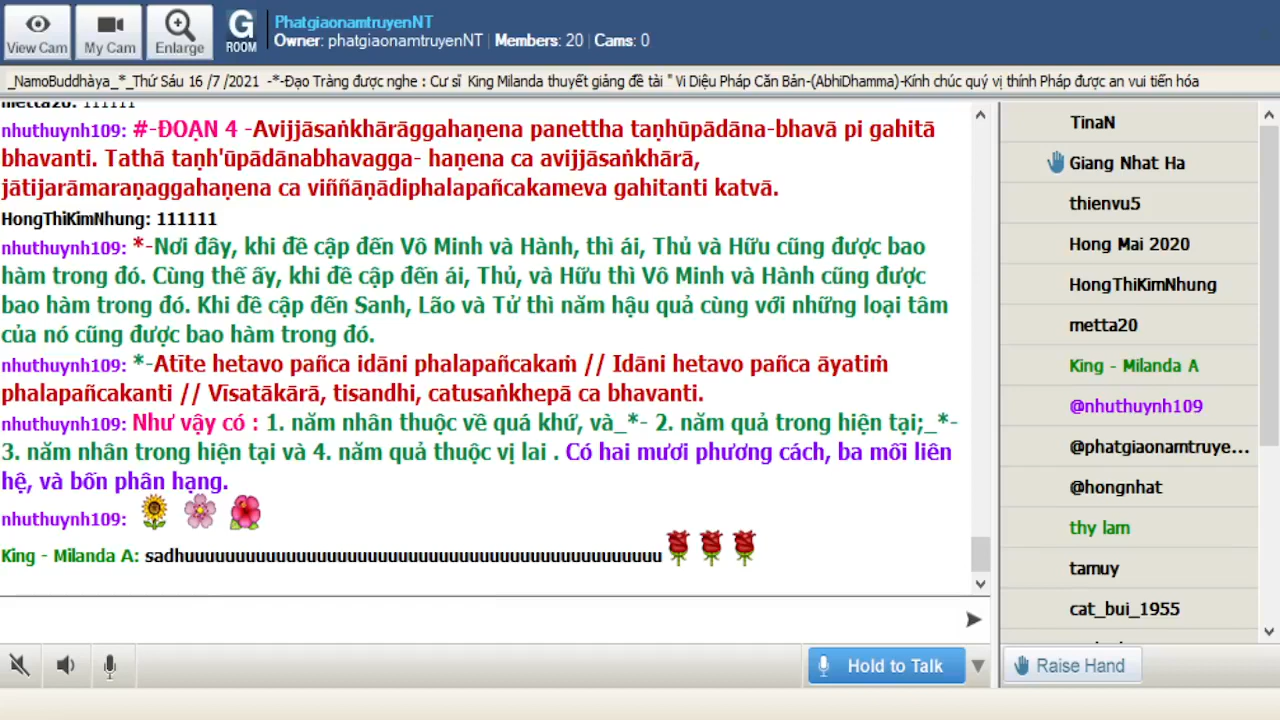 View Cam
My Cam
Enlarge
G
ROOM
PhatgiaonamtruyenNT
Owner: phatgiaonamtruyenNT | Members: 20 | Cams: 0
_NamoBuddhàya_*_Thứ Sáu 16 /7 /2021 -*-Đạo Tràng được nghe : Cư sĩ King Milanda thuyết giảng đề tài " Vi Diệu Pháp Căn Bản-(AbhiDhamma)-Kính chúc quý vị thính Pháp được an vui tiến hóa
metta20: 111111
nhuthuynh109: #-ĐOẠN 4 -Avijjāsaṅkhārāggahaṇena panettha taṇhūpādāna-bhavā pi gahitā
bhavanti. Tathā taṇh'ūpādānabhavagga- haṇena ca avijjāsaṅkhārā,
jātijarāmaraṇaggahaṇena ca viññāṇādiphalapañcakameva gahitanti katvā.
HongThiKimNhung: 111111
nhuthuynh109: *-Nơi đây, khi đề cập đến Vô Minh và Hành, thì ái, Thủ và Hữu cũng được bao
hàm trong đó. Cùng thế ấy, khi đề cập đến ái, Thủ, và Hữu thì Vô Minh và Hành cũng được
bao hàm trong đó. Khi đề cập đến Sanh, Lão và Tử thì năm hậu quả cùng với những loại tâm
của nó cũng được bao hàm trong đó.
nhuthuynh109: *-Atīte hetavo pañca idāni phalapañcakaṁ // Idāni hetavo pañca āyatiṁ
phalapañcakanti // Vīsatākārā, tisandhi, catusaṅkhepā ca bhavanti.
nhuthuynh109: Như vậy có : 1. năm nhân thuộc về quá khứ, và_*- 2. năm quả trong hiện tại;_*-
3. năm nhân trong hiện tại và 4. năm quả thuộc vị lai . Có hai mươi phương cách, ba mối liên
hệ, và bốn phân hạng.
nhuthuynh109:
King - Milanda A: sadhuuuuuuuuuuuuuuuuuuuuuuuuuuuuuuuuuuuuuuuuuuuuuuu
TinaN
Giang Nhat Ha
thienvu5
Hong Mai 2020
HongThiKimNhung
metta20
King - Milanda A
@nhuthuynh109
@phatgiaonamtruye...
@hongnhat
thy lam
tamuy
cat_bui_1955
Hold to Talk
Raise Hand